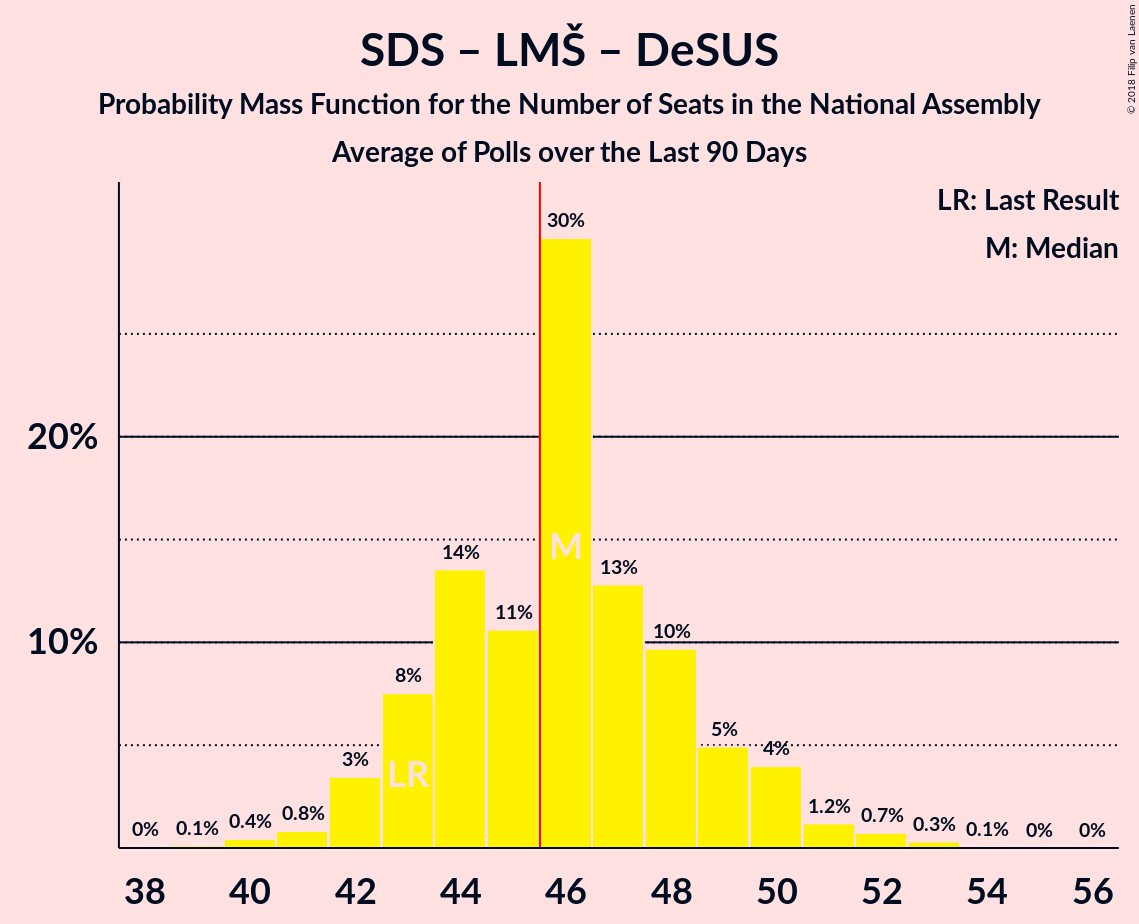 SDS – LMŠ – DeSUS
Probability Mass Function for the Number of Seats in the National Assembly
Average of Polls over the Last 90 Days
© 2018 Filip van Laenen
LR: Last Result
M: Median
20%
10%
0%
0.1%
0.4%
0.8%
3%
8%
14%
11%
30%
13%
10%
5%
4%
1.2%
0.7%
0.3%
0.1%
0%
0%
LR
M
38 40 42 44 46 48 50 52 54 56